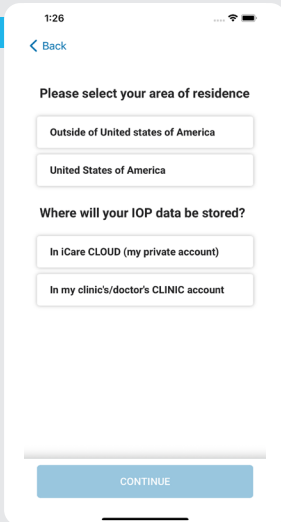 1:26
Back
Please select your area of residence
Outside of United states of America
United States of America
Where will your IOP data be stored?
In iCare CLOUD (my private account)
In my clinic's/doctor's CLINIC account
CONTINUE